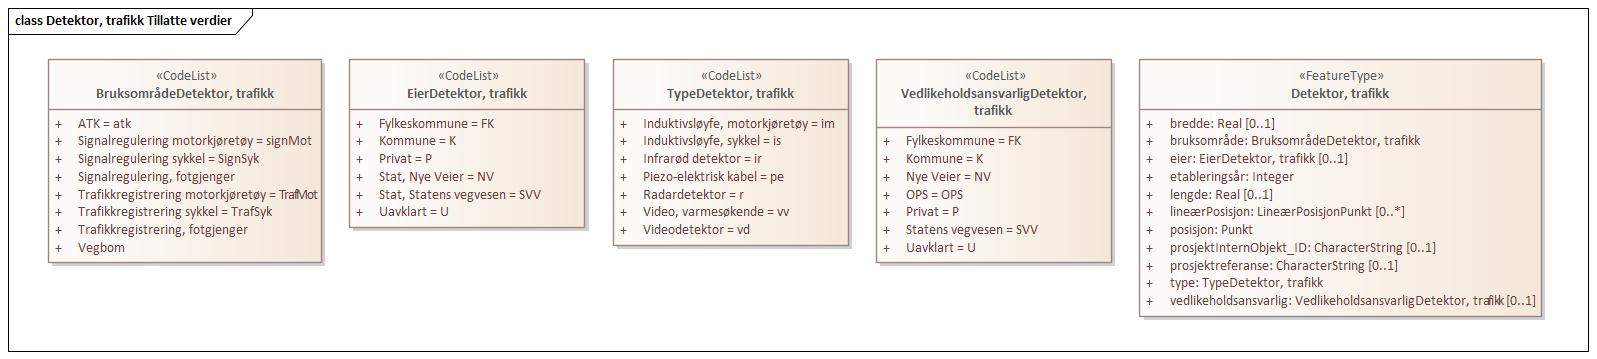 class Detektor, trafikk Tillatte verdier
«CodeList»
BruksområdeDetektor, trafikk
+ ATK = atk
+ Signalregulering motorkjøretøy = signMot
+ Signalregulering sykkel = SignSyk
+ Signalregulering, fotgjenger
+ Trafikkregistrering motorkjøretøy = TrafMot
+ Trafikkregistrering sykkel = TrafSyk
+ Trafikkregistrering, fotgjenger
+ Vegbom
«CodeList»
EierDetektor, trafikk
+ Fylkeskommune = FK
+ Kommune = K
+ Privat = P
+ Stat, Nye Veier = NV
+ Stat, Statens vegvesen = SVV
+ Uavklart = U
«CodeList»
TypeDetektor, trafikk
+ Induktivsløyfe, motorkjøretøy = im
+ Induktivsløyfe, sykkel = is
+ Infrarød detektor = ir
+ Piezo-elektrisk kabel = pe
+ Radardetektor = r
+ Video, varmesøkende = vv
+ Videodetektor = vd
«CodeList»
VedlikeholdsansvarligDetektor,
trafikk
+ Fylkeskommune = FK
+ Kommune = K
+ Nye Veier = NV
+ OPS = OPS
+ Privat = P
+ Statens vegvesen = SVV
+ Uavklart = U
«FeatureType»
Detektor, trafikk
+ bredde: Real [0..1]
+ bruksområde: BruksområdeDetektor, trafikk
+ eier: EierDetektor, trafikk [0..1]
+ etableringsår: Integer
+ lengde: Real [0..1]
+ lineærPosisjon: LineærPosisjonPunkt [0..*]
+ posisjon: Punkt
+ prosjektInternObjekt_ID: CharacterString [0..1]
+ prosjektreferanse: CharacterString [0..1]
+ type: TypeDetektor, trafikk
+ vedlikeholdsansvarlig: VedlikeholdsansvarligDetektor, trafikk [0..1]